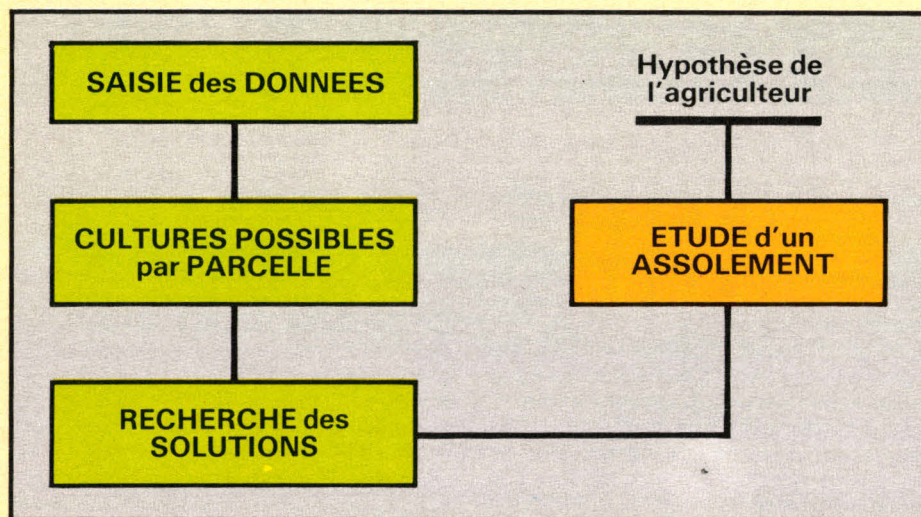 SAISIE des DONNEES
CULTURES POSSIBLES
par PARCELLE
RECHERCHE des
SOLUTIONS
Hypothèse de
l'agriculteur
ETUDE d'un
ASSOLEMENT